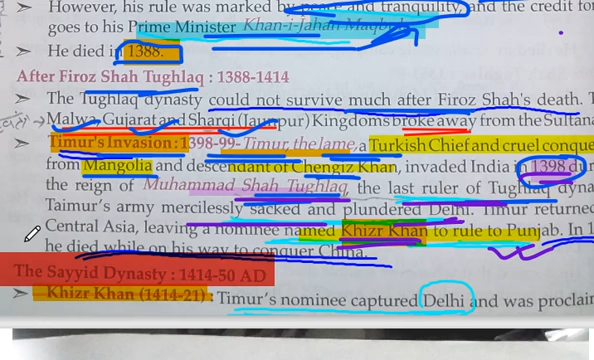 However, his rule was marked by peace and tranquility, and the credit for
goes to his Prime Minister Khan-i-Jahan Maqbul
He died in 1388.
After Firoz Shah Tughlaq : 1388-1414
The Tughlaq dynasty could not survive much after Firoz Shah's death. T
Malwa, Gujarat and Sharqi (Jaunpur) Kingdoms broke away from the Sultana
Timur's Invasion : 1398-99- Timur, the lame, a Turkish Chief and cruel conque
from Mangolia and descendant of Chengiz Khan, invaded India in 1398 d
the reign of Muhammad Shah Tughlaq, the last ruler of Tughlaq dyna
Taimur's army mercilessly sacked and plundered Delhi. Timur returned
Central Asia, leaving a nominee named Khizr Khan to rule to Punjab. In 1
he died while on his way to conquer China.
The Sayyid Dynasty : 1414-50 AD
Khizr Khan (1414-21) : Timur's nominee captured Delhi and was proclai